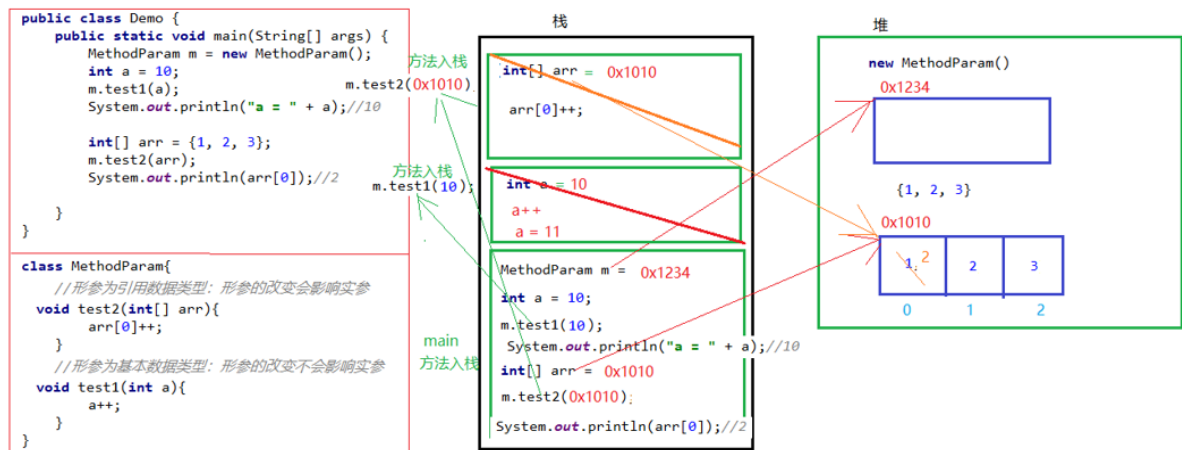 public class Demo {
public static void main(String[] args) {
MethodParam m = new MethodParam();
int a = 10;
m.test1(a);
System.out.println("a = " + a);//10
int[] arr = {1, 2, 3};
m.test2(arr);
System.out.println(arr[0]);//2
}
}
class MethodParam{
//形参为引用数据类型：形参的改变会影响实参
void test2(int[] arr){
arr[0]++;
}
//形参为基本数据类型：形参的改变不会影响实参
void test1(int a){
a++;
}
}
方法入栈
m.test2(0x1010)
方法入栈
m.test1(10);
main
方法入栈
栈
int[] arr = 0x1010
arr[0]++;
int a = 10
a++
a = 11
MethodParam m = 0x1234
int a = 10;
m.test1(10);
System.out.println("a = " + a);//10
int[] arr = 0x1010
m.test2(0x1010);
System.out.println(arr[0]);//2
堆
new MethodParam()
0x1234
{1, 2, 3}
0x1010
1 2 2 3
0 1 2